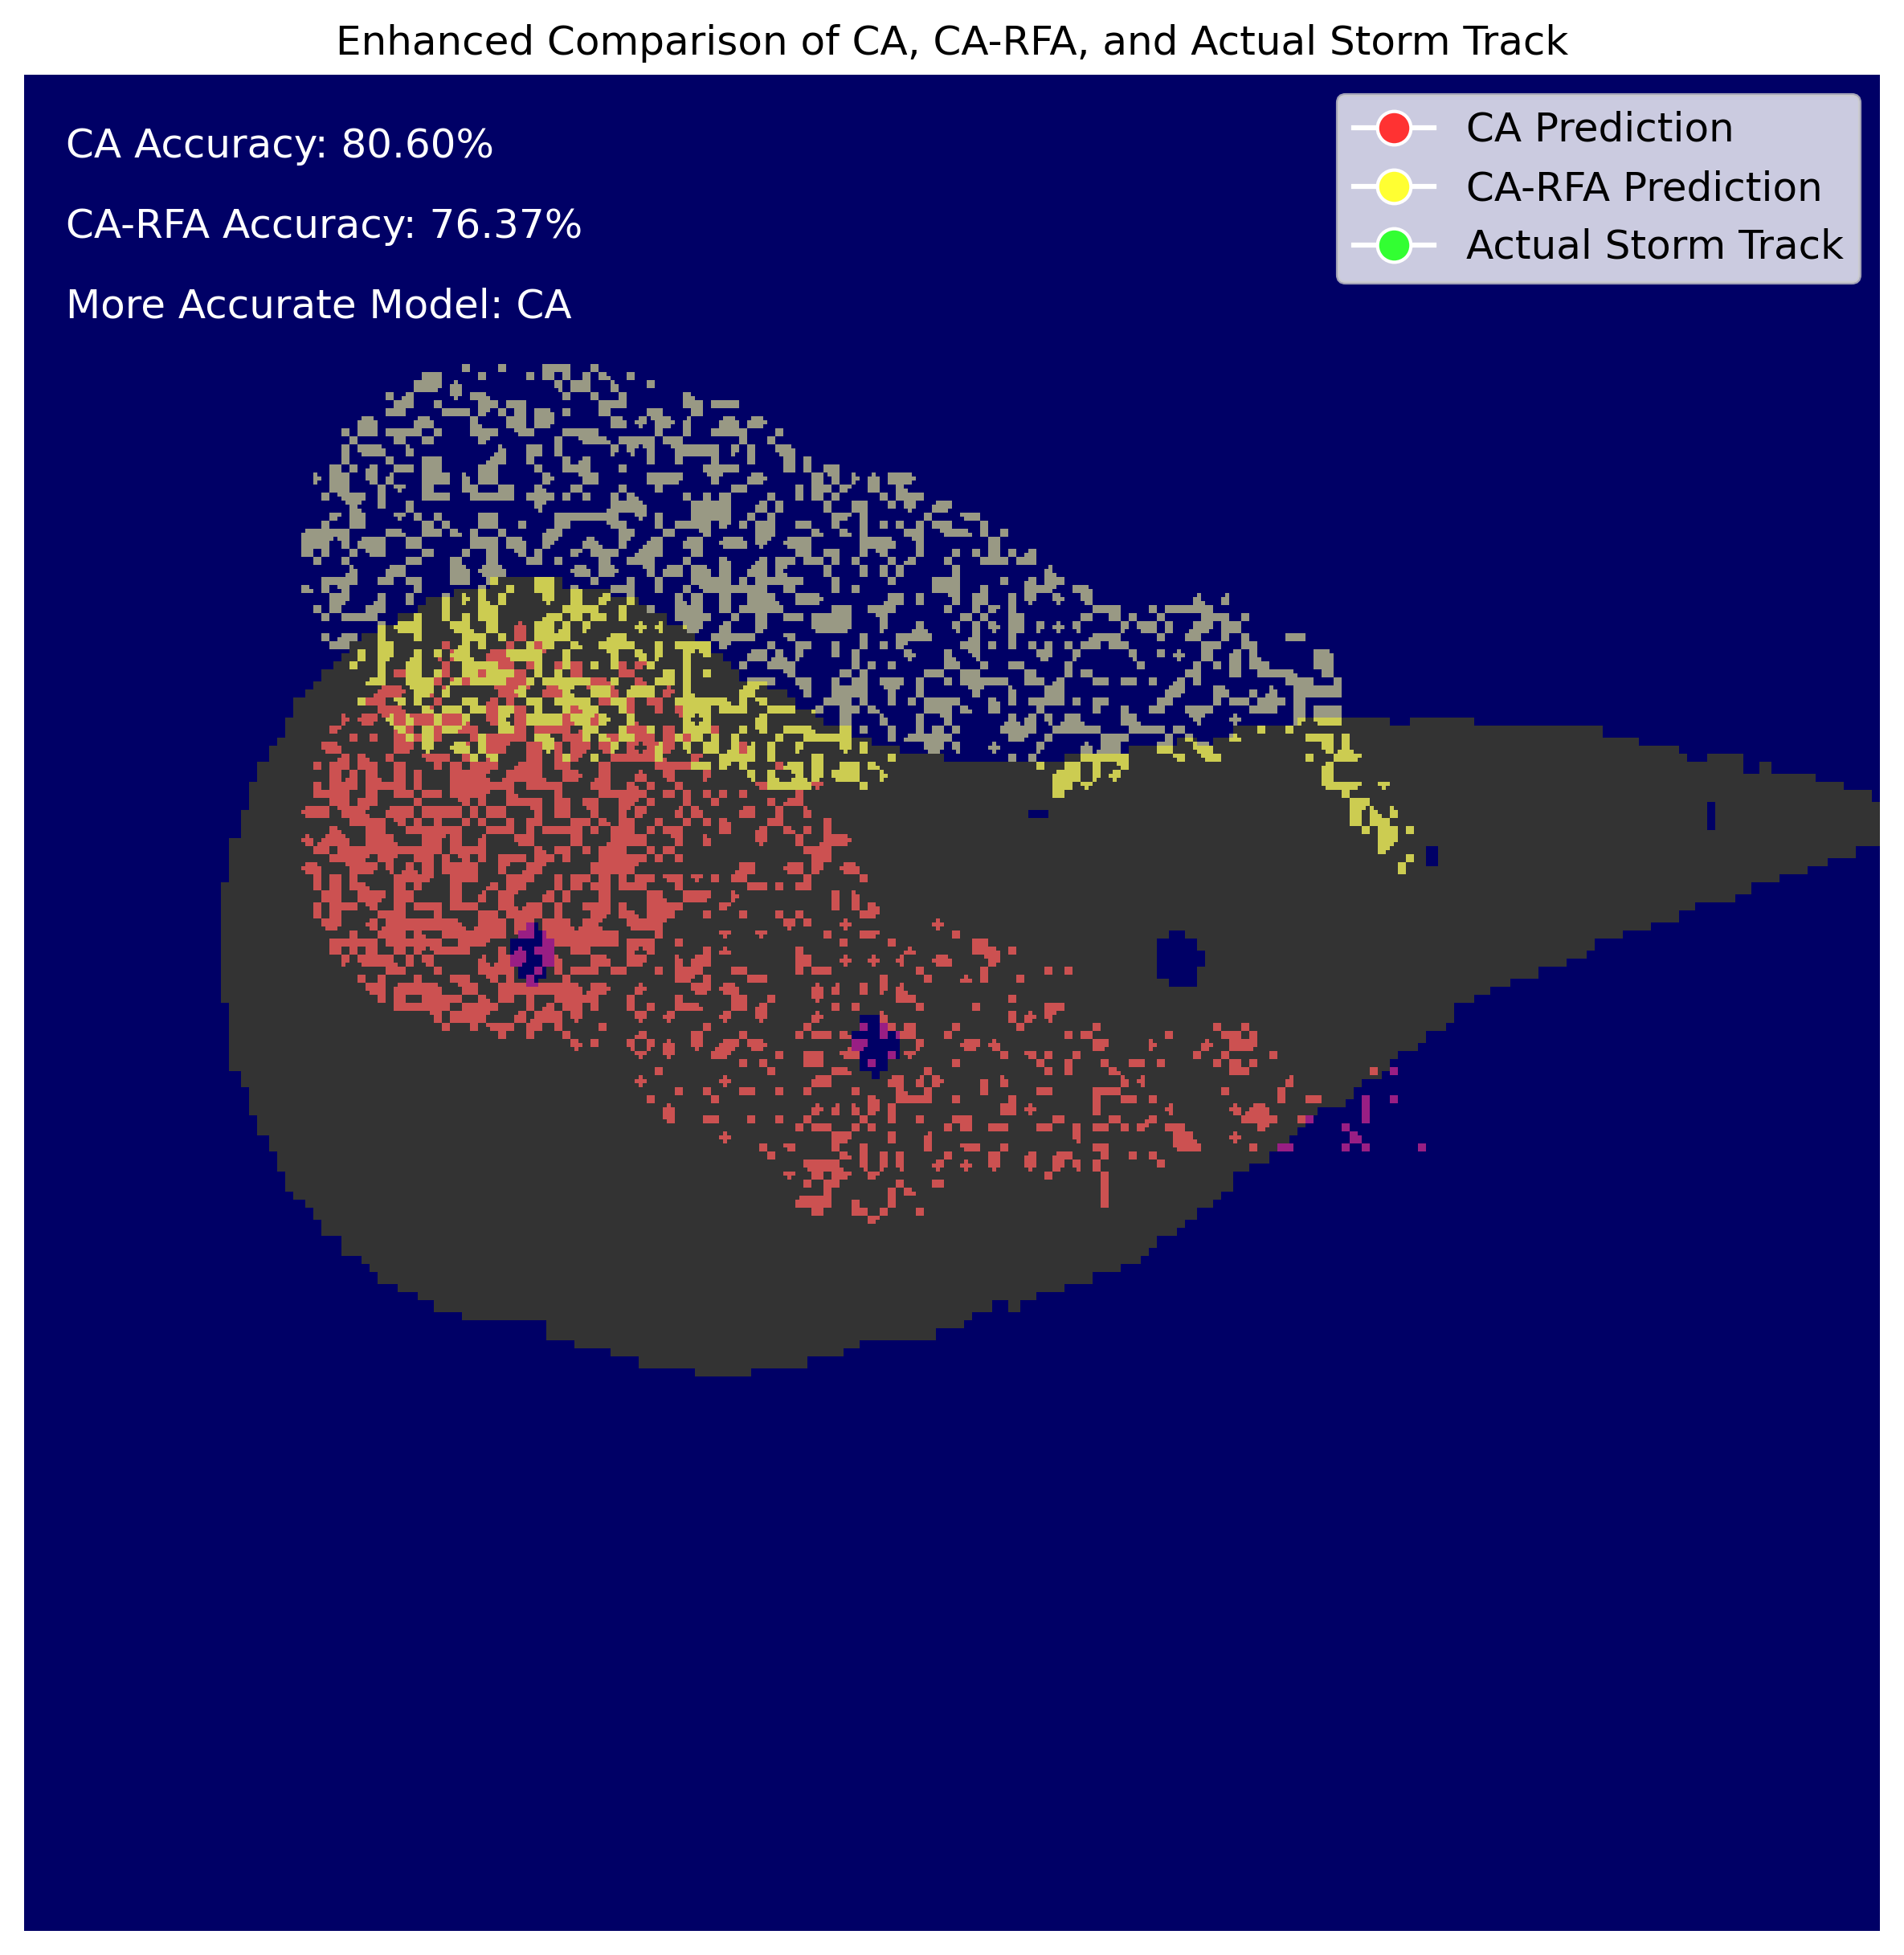 Enhanced Comparison of CA, CA-RFA, and Actual Storm Track
CA Accuracy: 80.60%
CA-RFA Accuracy: 76.37%
More Accurate Model: CA
CA Prediction
CA-RFA Prediction
Actual Storm Track